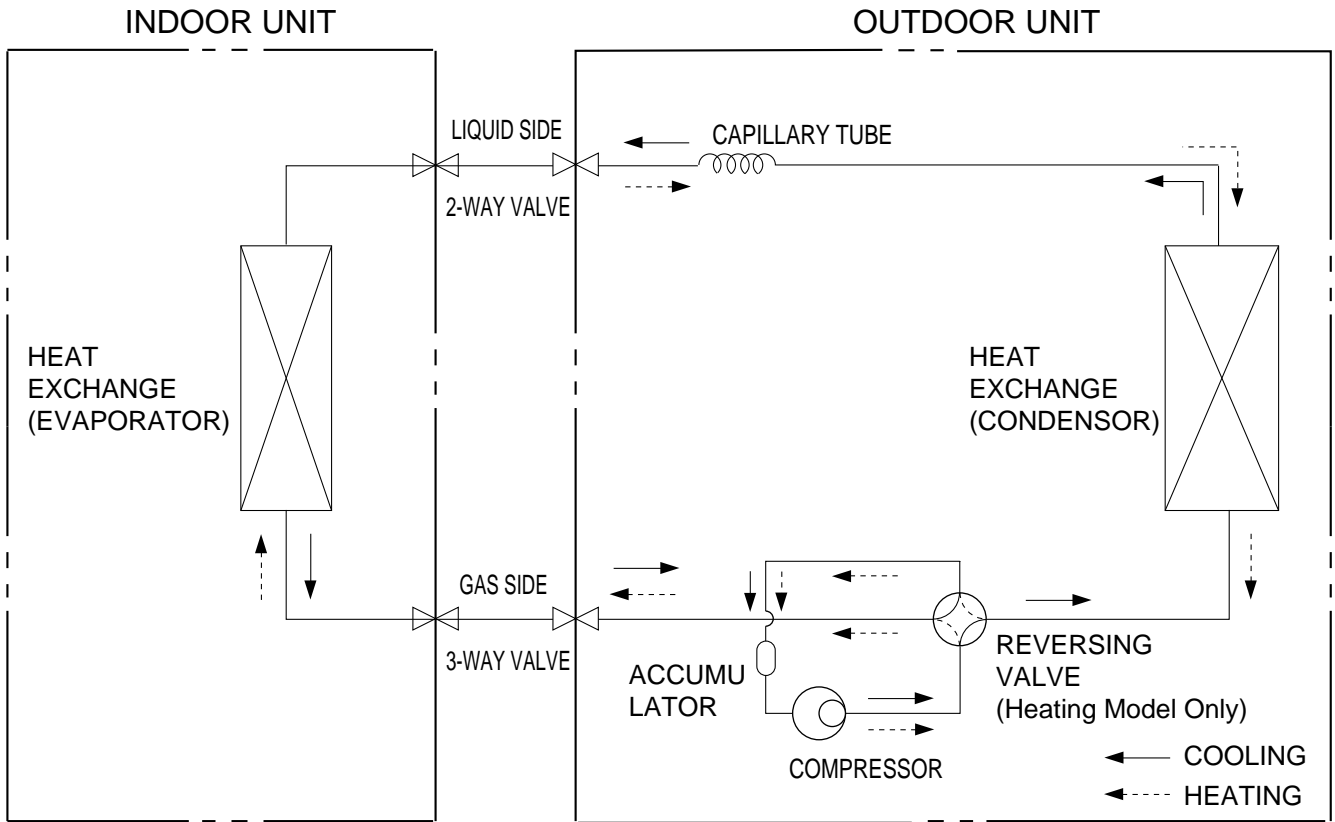 INDOOR UNIT
OUTDOOR UNIT
LIQUID SIDE
CAPILLARY TUBE
2-WAY VALVE
HEAT
EXCHANGE
(EVAPORATOR)
HEAT
EXCHANGE
(CONDENSOR)
GAS SIDE
3-WAY VALVE
ACCUMU
LATOR
REVERSING
VALVE
(Heating Model Only)
COMPRESSOR
COOLING
HEATING